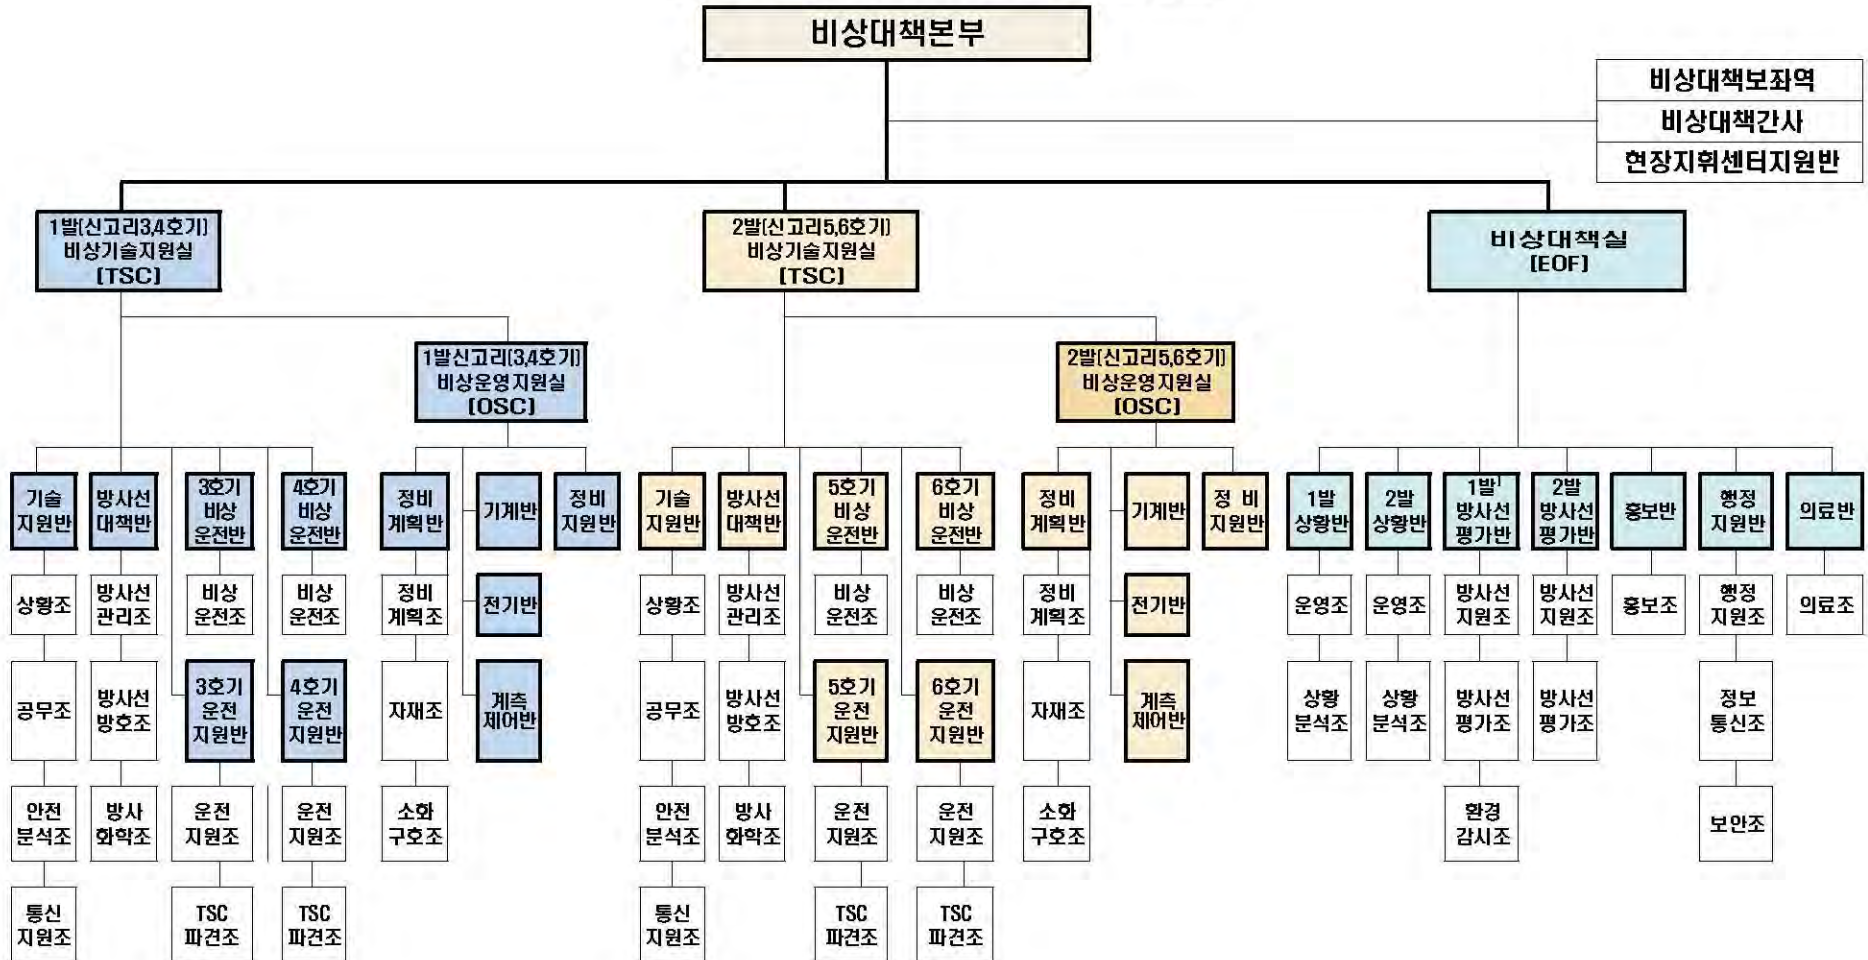 비상대책본부
비상대책보좌역
비상대책간사
현장지휘센터지원반
1발(신고리3,4호기)
비상기술지원실
(TSC)
2발(신고리5,6호기)
비상기술지원실
(TSC)
비상대책실
(EOF)
1발신고리(3,4호기)
비상운영지원실
(OSC)
2발(신고리5,6호기)
비상운영지원실
(OSC)
기술
지원반
방사선
대책반
3호기
비상
운전반
4호기
비상
운전반
정비
계획반
기계반
정비
지원반
기술
지원반
방사선
대책반
5호기
비상
운전반
6호기
비상
운전반
정비
계획반
기계반
정 비
지원반
1발
상황반
2발
상황반
1발
방사선
평가반
2발
방사선
평가반
홍보반
행정
지원반
의료반
상황조
방사선
관리조
비상
운전조
비상
운전조
정비
계획조
전기반
상황조
방사선
관리조
비상
운전조
비상
운전조
정비
계획조
전기반
운영조
운영조
방사선
지원조
방사선
지원조
홍보조
행정
지원조
의료조
공무조
방사선
방호조
3호기
운전
지원반
4호기
운전
지원반
자재조
계측
제어반
공무조
방사선
방호조
5호기
운전
지원반
6호기
운전
지원반
자재조
계측
제어반
상황
분석조
상황
분석조
방사선
평가조
방사선
평가조
정보
통신조
안전
분석조
방사
화학조
운전
지원조
운전
지원조
소화
구호조
안전
분석조
방사
화학조
운전
지원조
운전
지원조
소화
구호조
환경
감시조
보안조
통신
지원조
TSC
파견조
TSC
파견조
통신
지원조
TSC
파견조
TSC
파견조